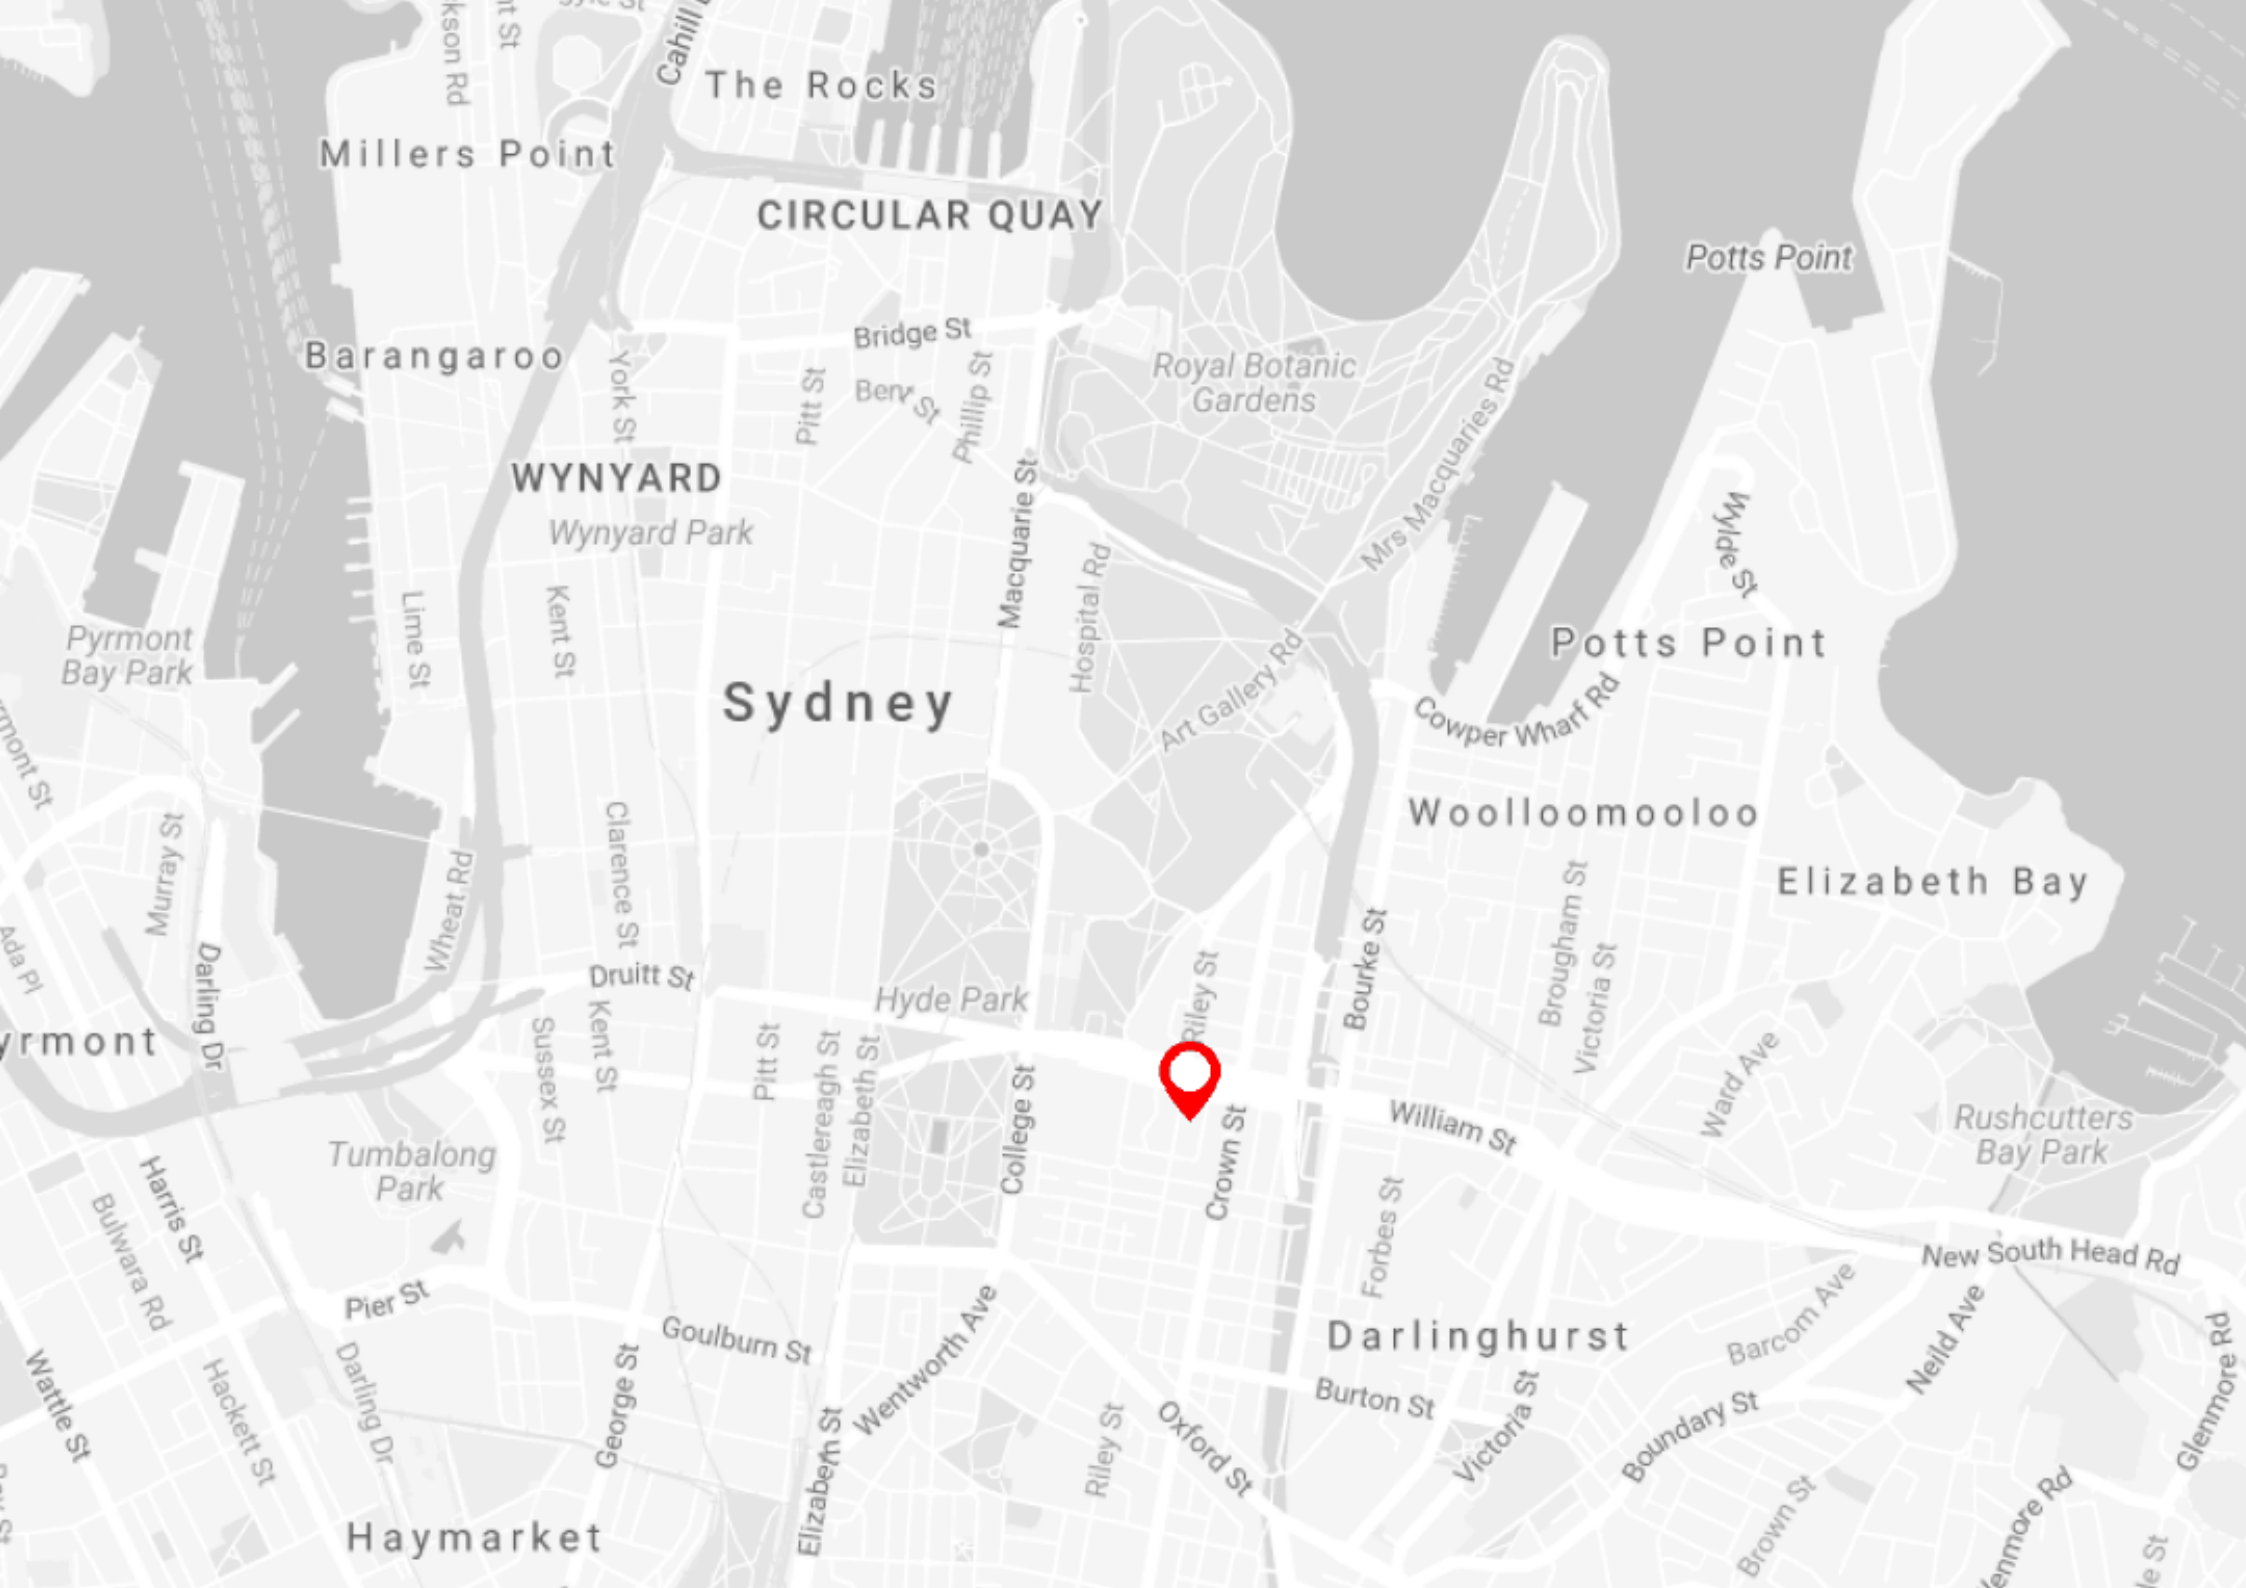 Cahill
The Rocks
Millers Point
CIRCULAR QUAY
Potts Point
Bridge St
Barangaroo
York St
Pitt St
Phillip St
Royal Botanic
Gardens
Mrs Macquaries Rd
WYNYARD
Wynyard Park
Macquarie St
Hospital Rd
Wylde St
Pyrmont
Bay Park
Lime St
Kent St
Potts Point
Sydney
Art Gallery Rd
Cowper Wharf Rd
Woolloomooloo
Murray St
Clarence St
Wheat Rd
Elizabeth Bay
Brougham St
Victoria St
Ada Pl
Darling Dr
Druitt St
Hyde Park
Riley St
Bourke St
yrmont
Sussex St
Kent St
Pitt St
Castlereagh St
Elizabeth St
College St
Crown St
William St
Ward Ave
Rushcutters
Bay Park
Tumbalong
Park
Harris St
Bulwara Rd
Forbes St
New South Head Rd
Pier St
Goulburn St
Wentworth Ave
Darlinghurst
Barcom Ave
Neild Ave
Glenmore Rd
Wattle St
Hackett St
Darling Dr
George St
Elizabeth St
Riley St
Oxford St
Burton St
Victoria St
Boundary St
Brown St
enmore Rd
Haymarket